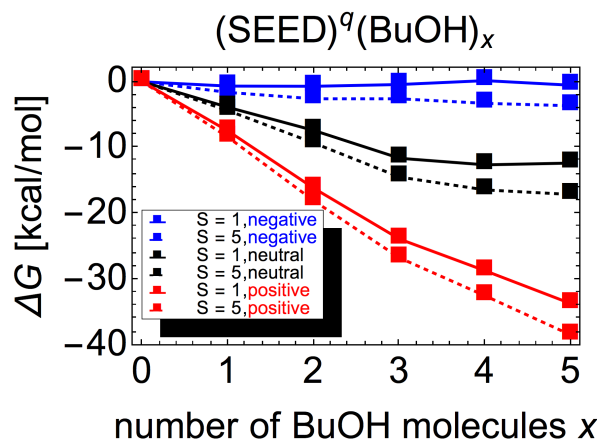 (SEED)^q(BuOH)_x
0
−10
−20
−30
−40
ΔG [kcal/mol]
S = 1,negative
S = 5,negative
S = 1,neutral
S = 5,neutral
S = 1,positive
S = 5,positive
0 1 2 3 4 5
number of BuOH molecules x